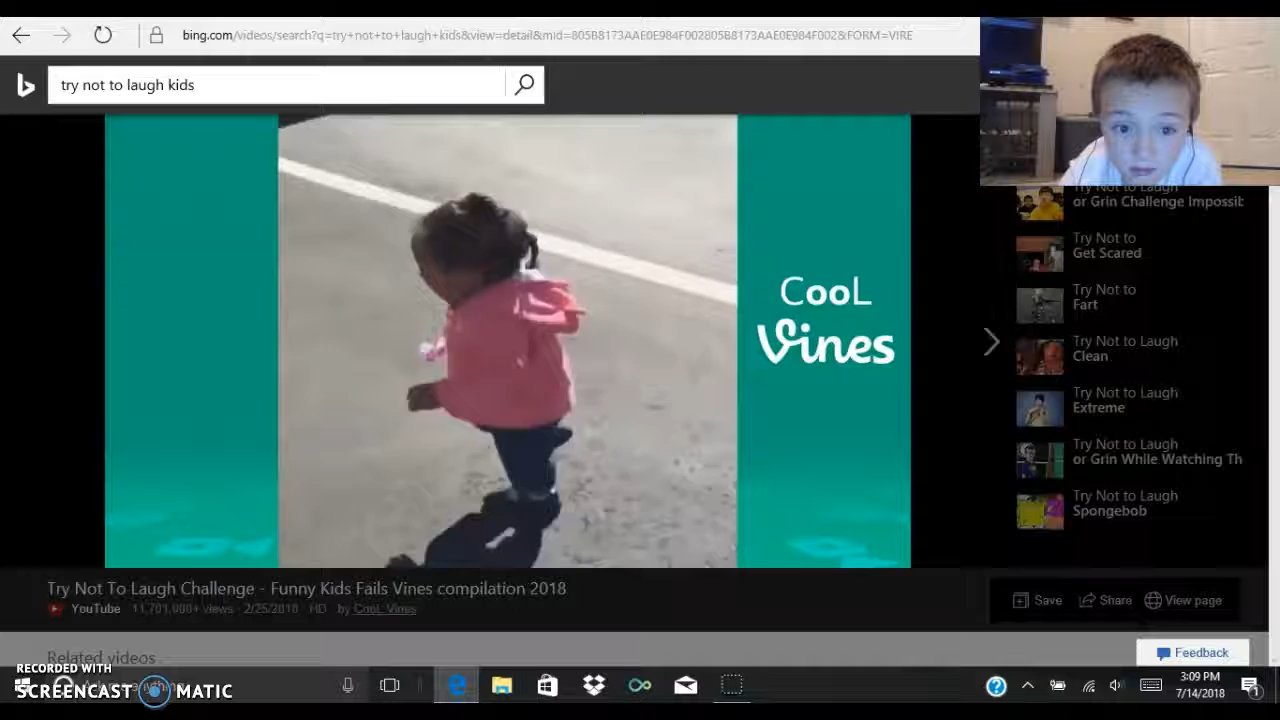 bing.com/videos/search?q=try+not+to+laugh+kids&view=detail&mid=805B8173AAE0E984F002805B8173AAE0E984F002&FORM=VIRE
try not to laugh kids
CooL
Vines
Try Not to Laugh
or Grin Challenge Impossib
Try Not to
Get Scared
Try Not to
Fart
Try Not to Laugh
Clean
Try Not to Laugh
Extreme
Try Not to Laugh
or Grin While Watching Th
Try Not to Laugh
Spongebob
Try Not To Laugh Challenge - Funny Kids Fails Vines compilation 2018
YouTube 11,701,000+ views · 2/25/2018 HD by CooL Vines
Save Share View page
Related videos
Feedback
RECORDED WITH
SCREENCAST MATIC
3:09 PM
7/14/2018